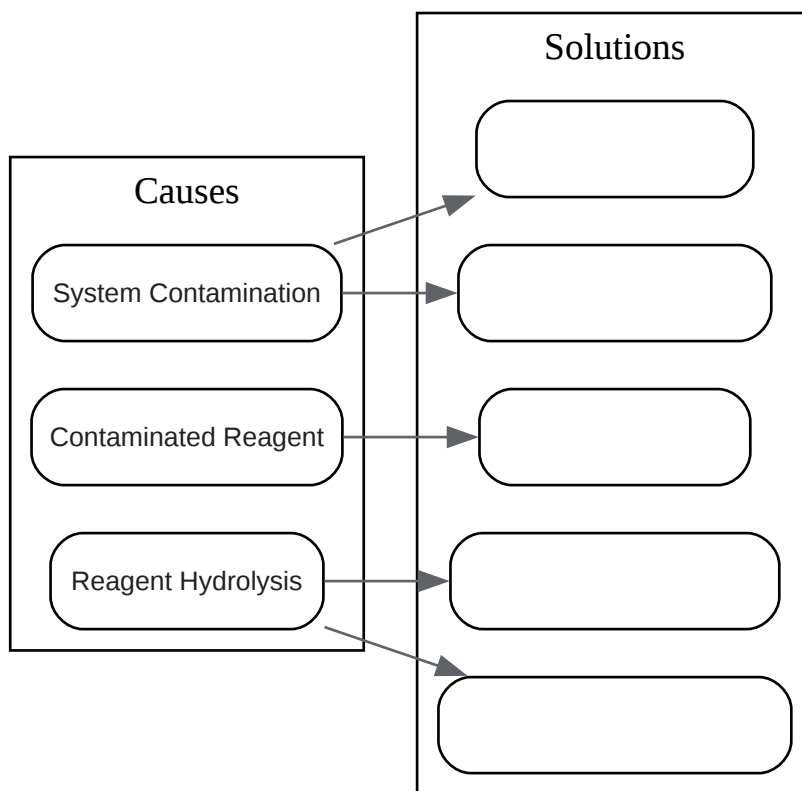 Solutions
Causes
System Contamination
Contaminated Reagent
Reagent Hydrolysis